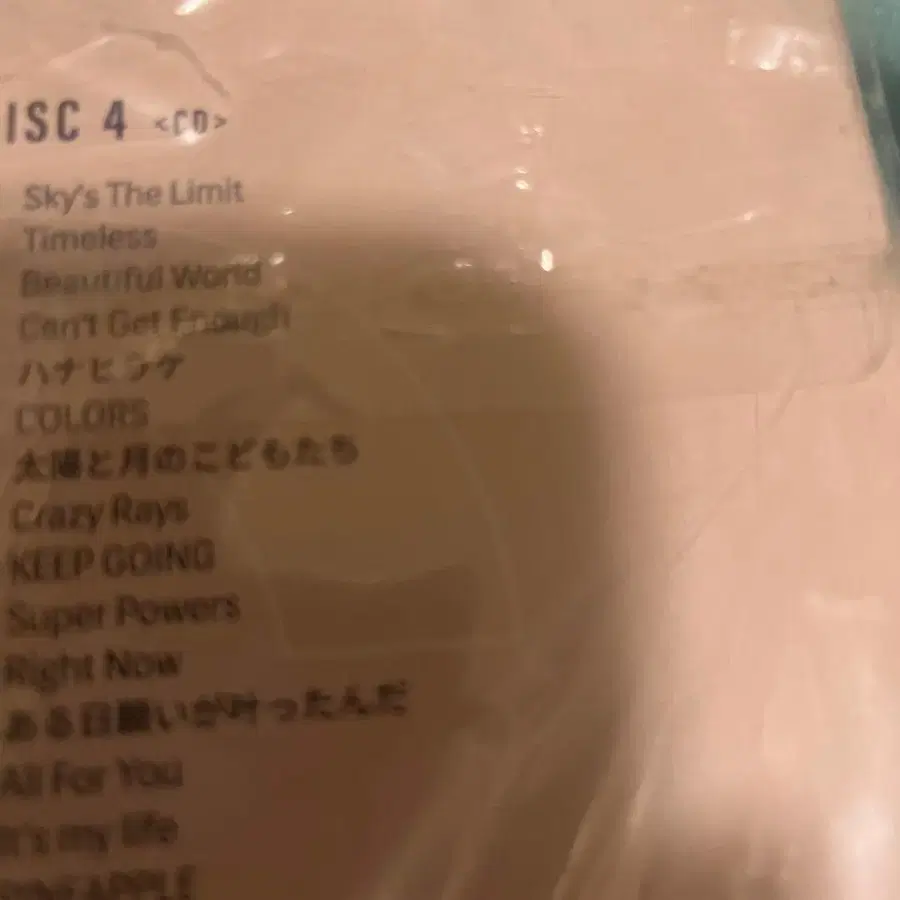 ISC 4 <CD>
Sky's The Limit
Timeless
Beautiful World
Can't Get Enough
ハナヒラケ
COLORS
太陽と月のこどもたち
Crazy Rays
KEEP GOING
Super Powers
Right Now
ある日願いが叶ったんだ
All For You
It's my life
PINEAPPLE